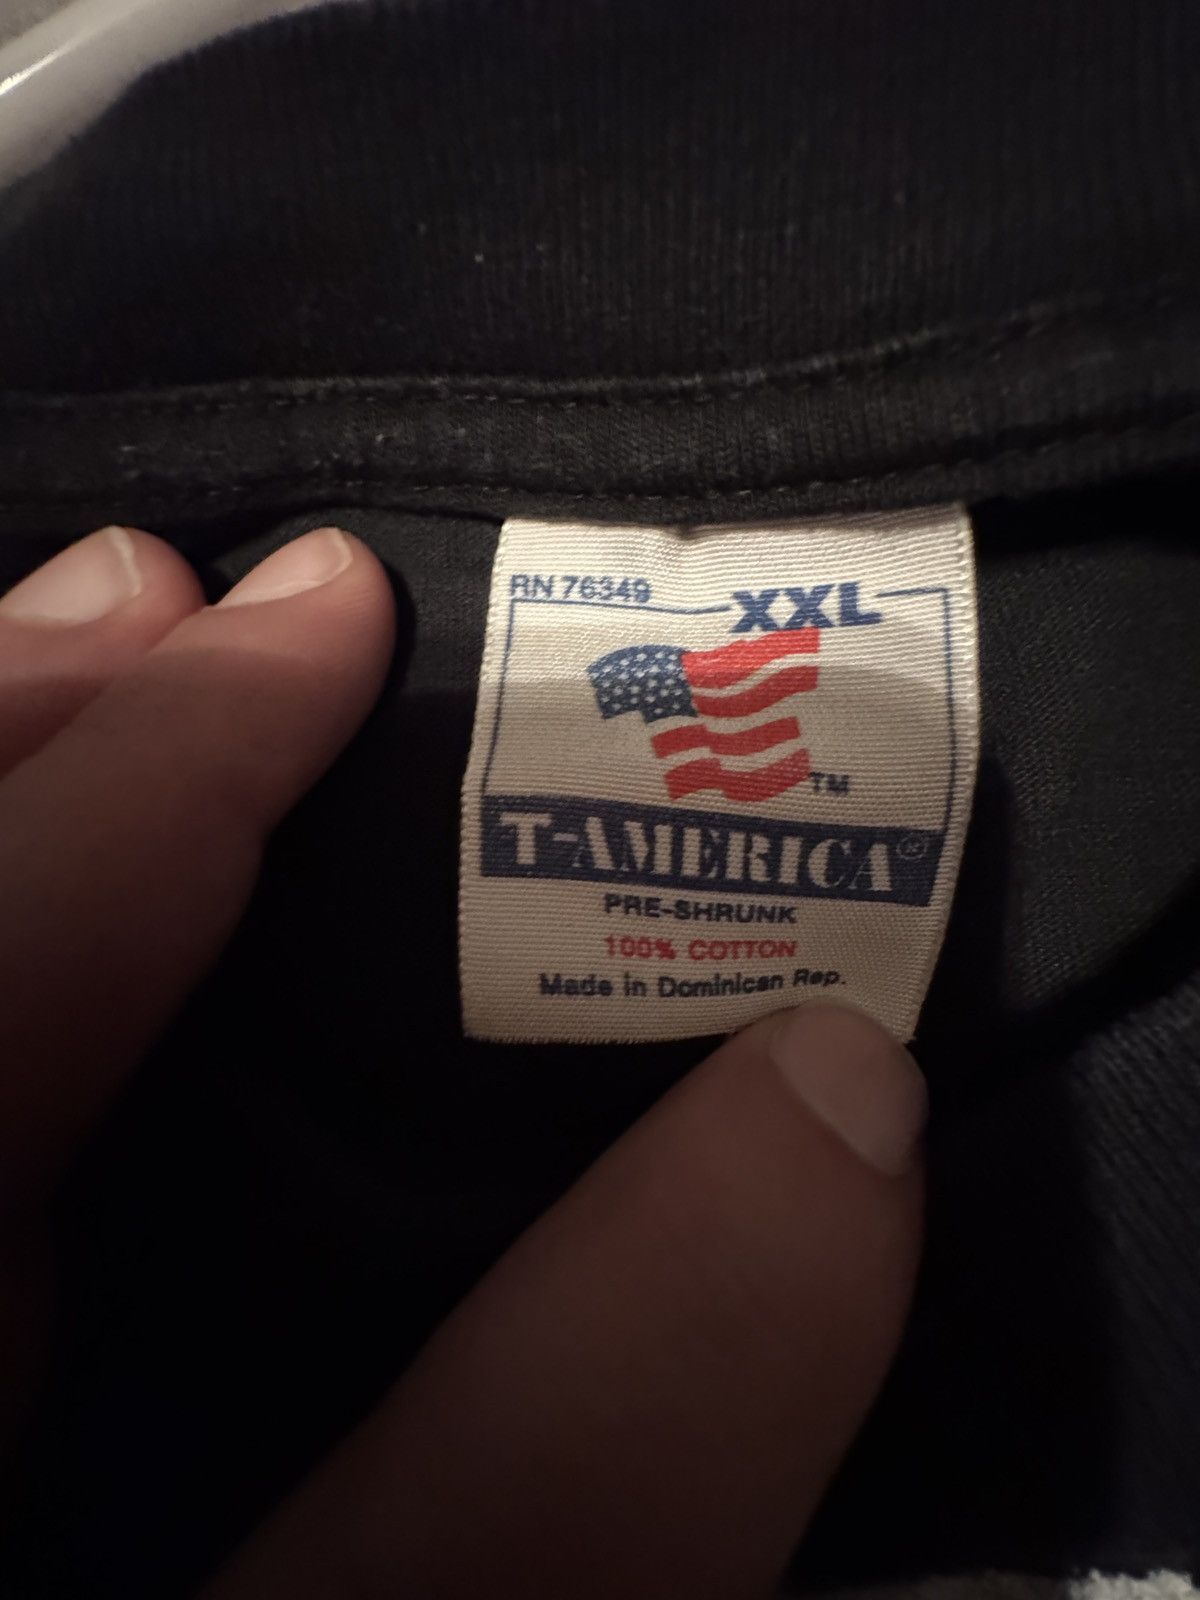 RN 76349
XXL
TM
T-AMERICA®
PRE-SHRUNK
100% COTTON
Made in Dominican Rep.